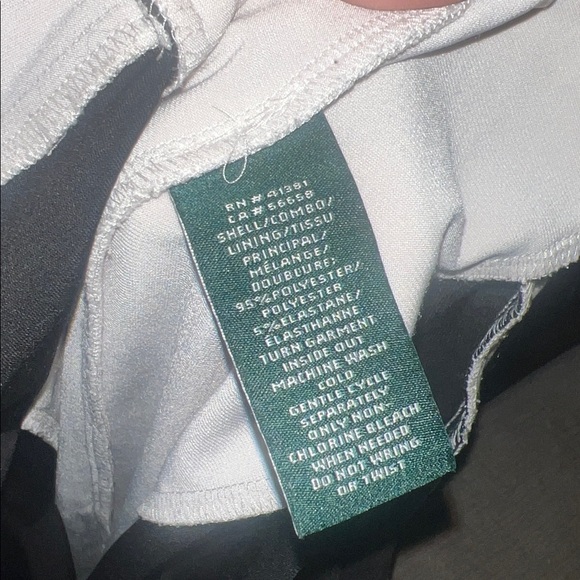 RN# 41381
CA# 56658
SHELL/COMBO/
LINING/TISSU
PRINCIPAL/
MÉLANGE/
DOUBLURE:
95%POLYESTER/
POLYESTER
5%ELASTANE/
ELASTHANNE
TURN GARMENT
INSIDE OUT
MACHINE WASH
COLD
GENTLE CYCLE
SEPARATELY
ONLY NON-
CHLORINE BLEACH
WHEN NEEDED
DO NOT WRING
OR TWIST